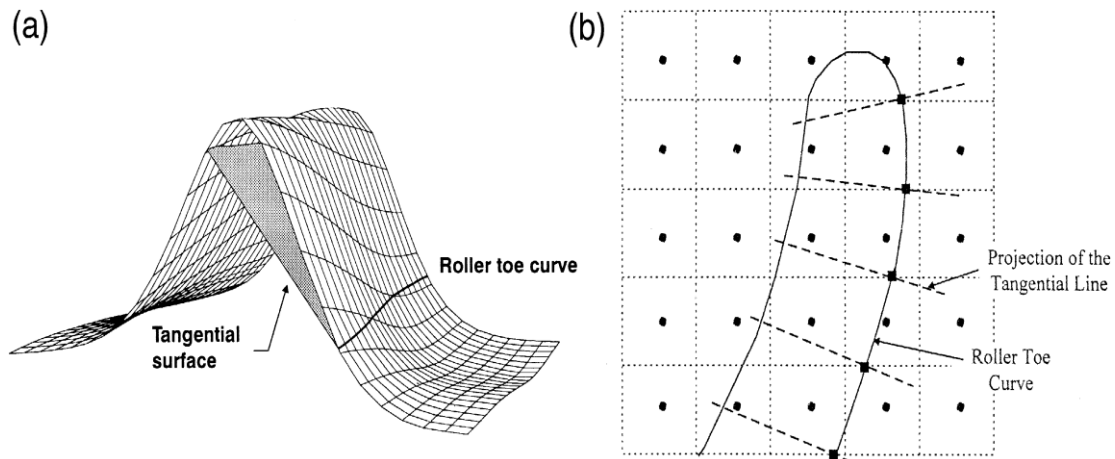 (a)
Roller toe curve
Tangential
surface
(b)
Projection of the
Tangential Line
Roller Toe
Curve